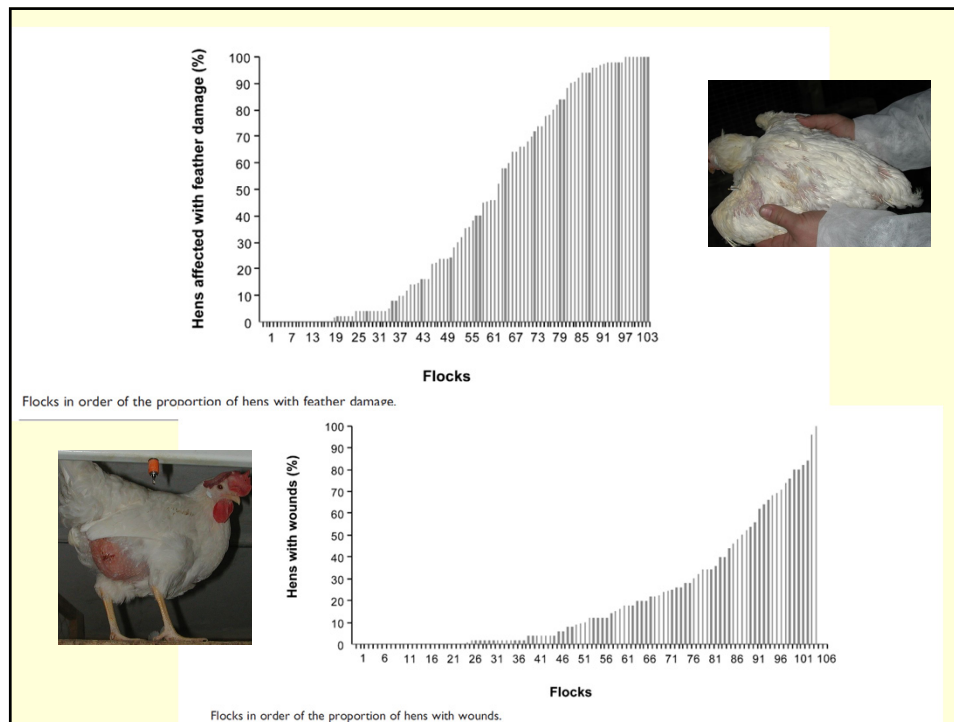 Hens affected with feather damage (%)
100
90
80
70
60
50
40
30
20
10
0
1 7 13 19 25 31 37 43 49 55 61 67 73 79 85 91 97 103
Flocks
Flocks in order of the proportion of hens with feather damage.
Hens with wounds (%)
100
90
80
70
60
50
40
30
20
10
0
1 6 11 16 21 26 31 36 41 46 51 56 61 66 71 76 81 86 91 96 101 106
Flocks
Flocks in order of the proportion of hens with wounds.